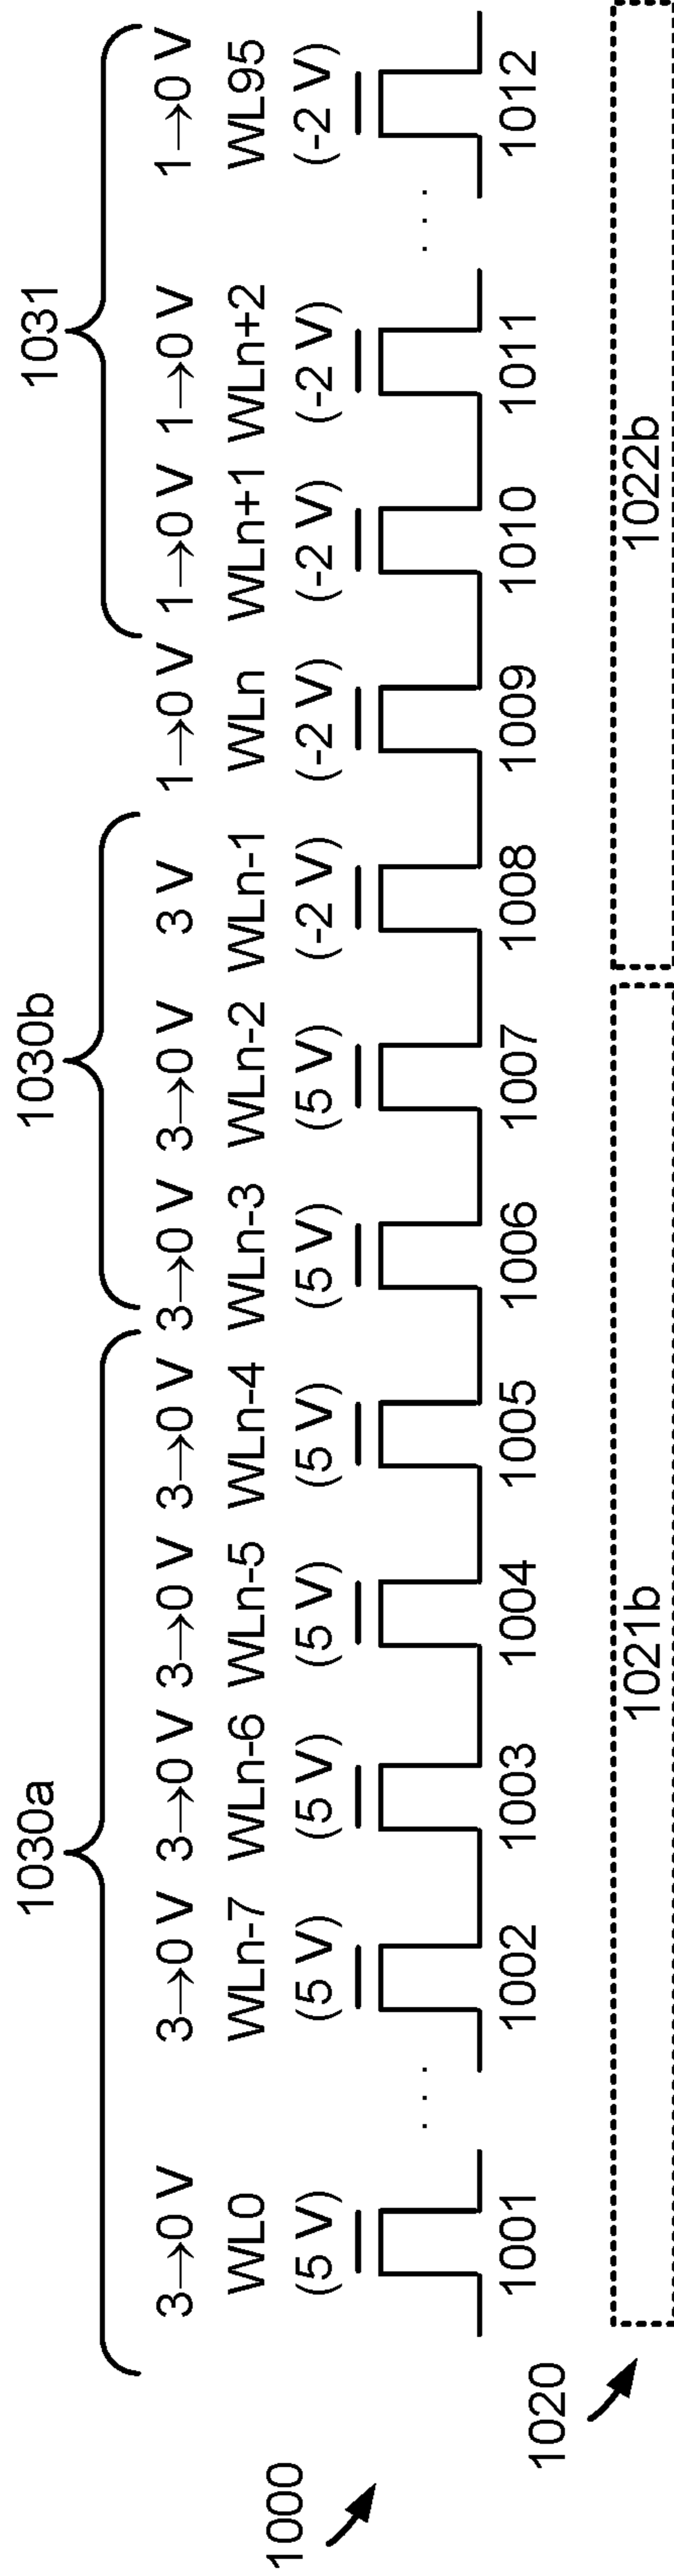 1030a 1030b 1031
3→0 V 3→0 V 3→0 V 3→0 V 3→0 V 3→0 V 3→0 V 3 V 1→0 V 1→0 V 1→0 V 1→0 V
WL0 WLn-7 WLn-6 WLn-5 WLn-4 WLn-3 WLn-2 WLn-1 WLn WLn+1 WLn+2 WL95
1000 (5 V) (5 V) (5 V) (5 V) (5 V) (5 V) (5 V) (-2 V) (-2 V) (-2 V) (-2 V) (-2 V)
. . . . . .
1001 1002 1003 1004 1005 1006 1007 1008 1009 1010 1011 1012
1020 1021b 1022b